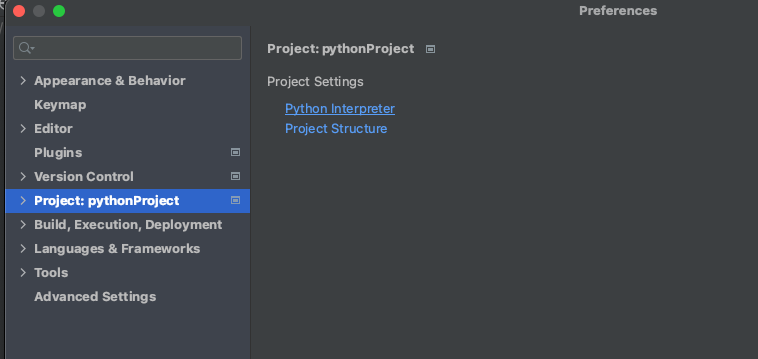 Preferences
Appearance & Behavior
Keymap
Editor
Plugins
Version Control
Project: pythonProject
Build, Execution, Deployment
Languages & Frameworks
Tools
Advanced Settings
Project: pythonProject
Project Settings
Python Interpreter
Project Structure